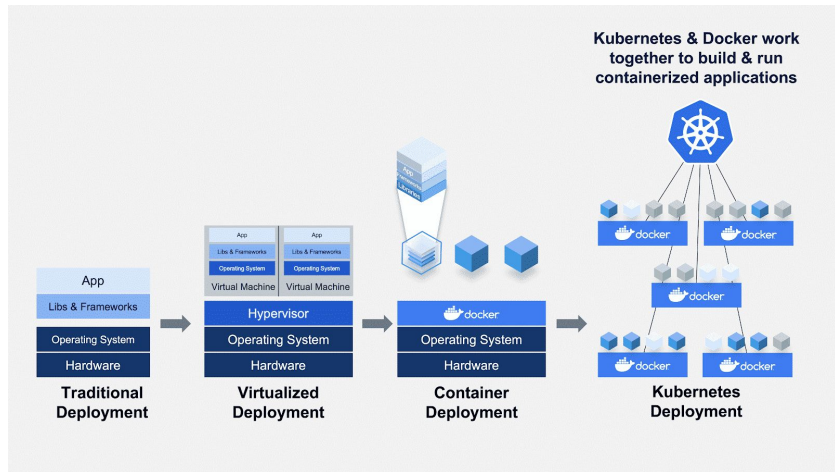 Kubernetes & Docker work
together to build & run
containerized applications
App
Frameworks
Libraries
App
Libs & Frameworks
Operating System
Hardware
Traditional
Deployment
App
Libs & Frameworks
Operating System
Virtual Machine
App
Libs & Frameworks
Operating System
Virtual Machine
Hypervisor
Operating System
Hardware
Virtualized
Deployment
docker
Operating System
Hardware
Container
Deployment
docker
docker
docker
docker
docker
Kubernetes
Deployment